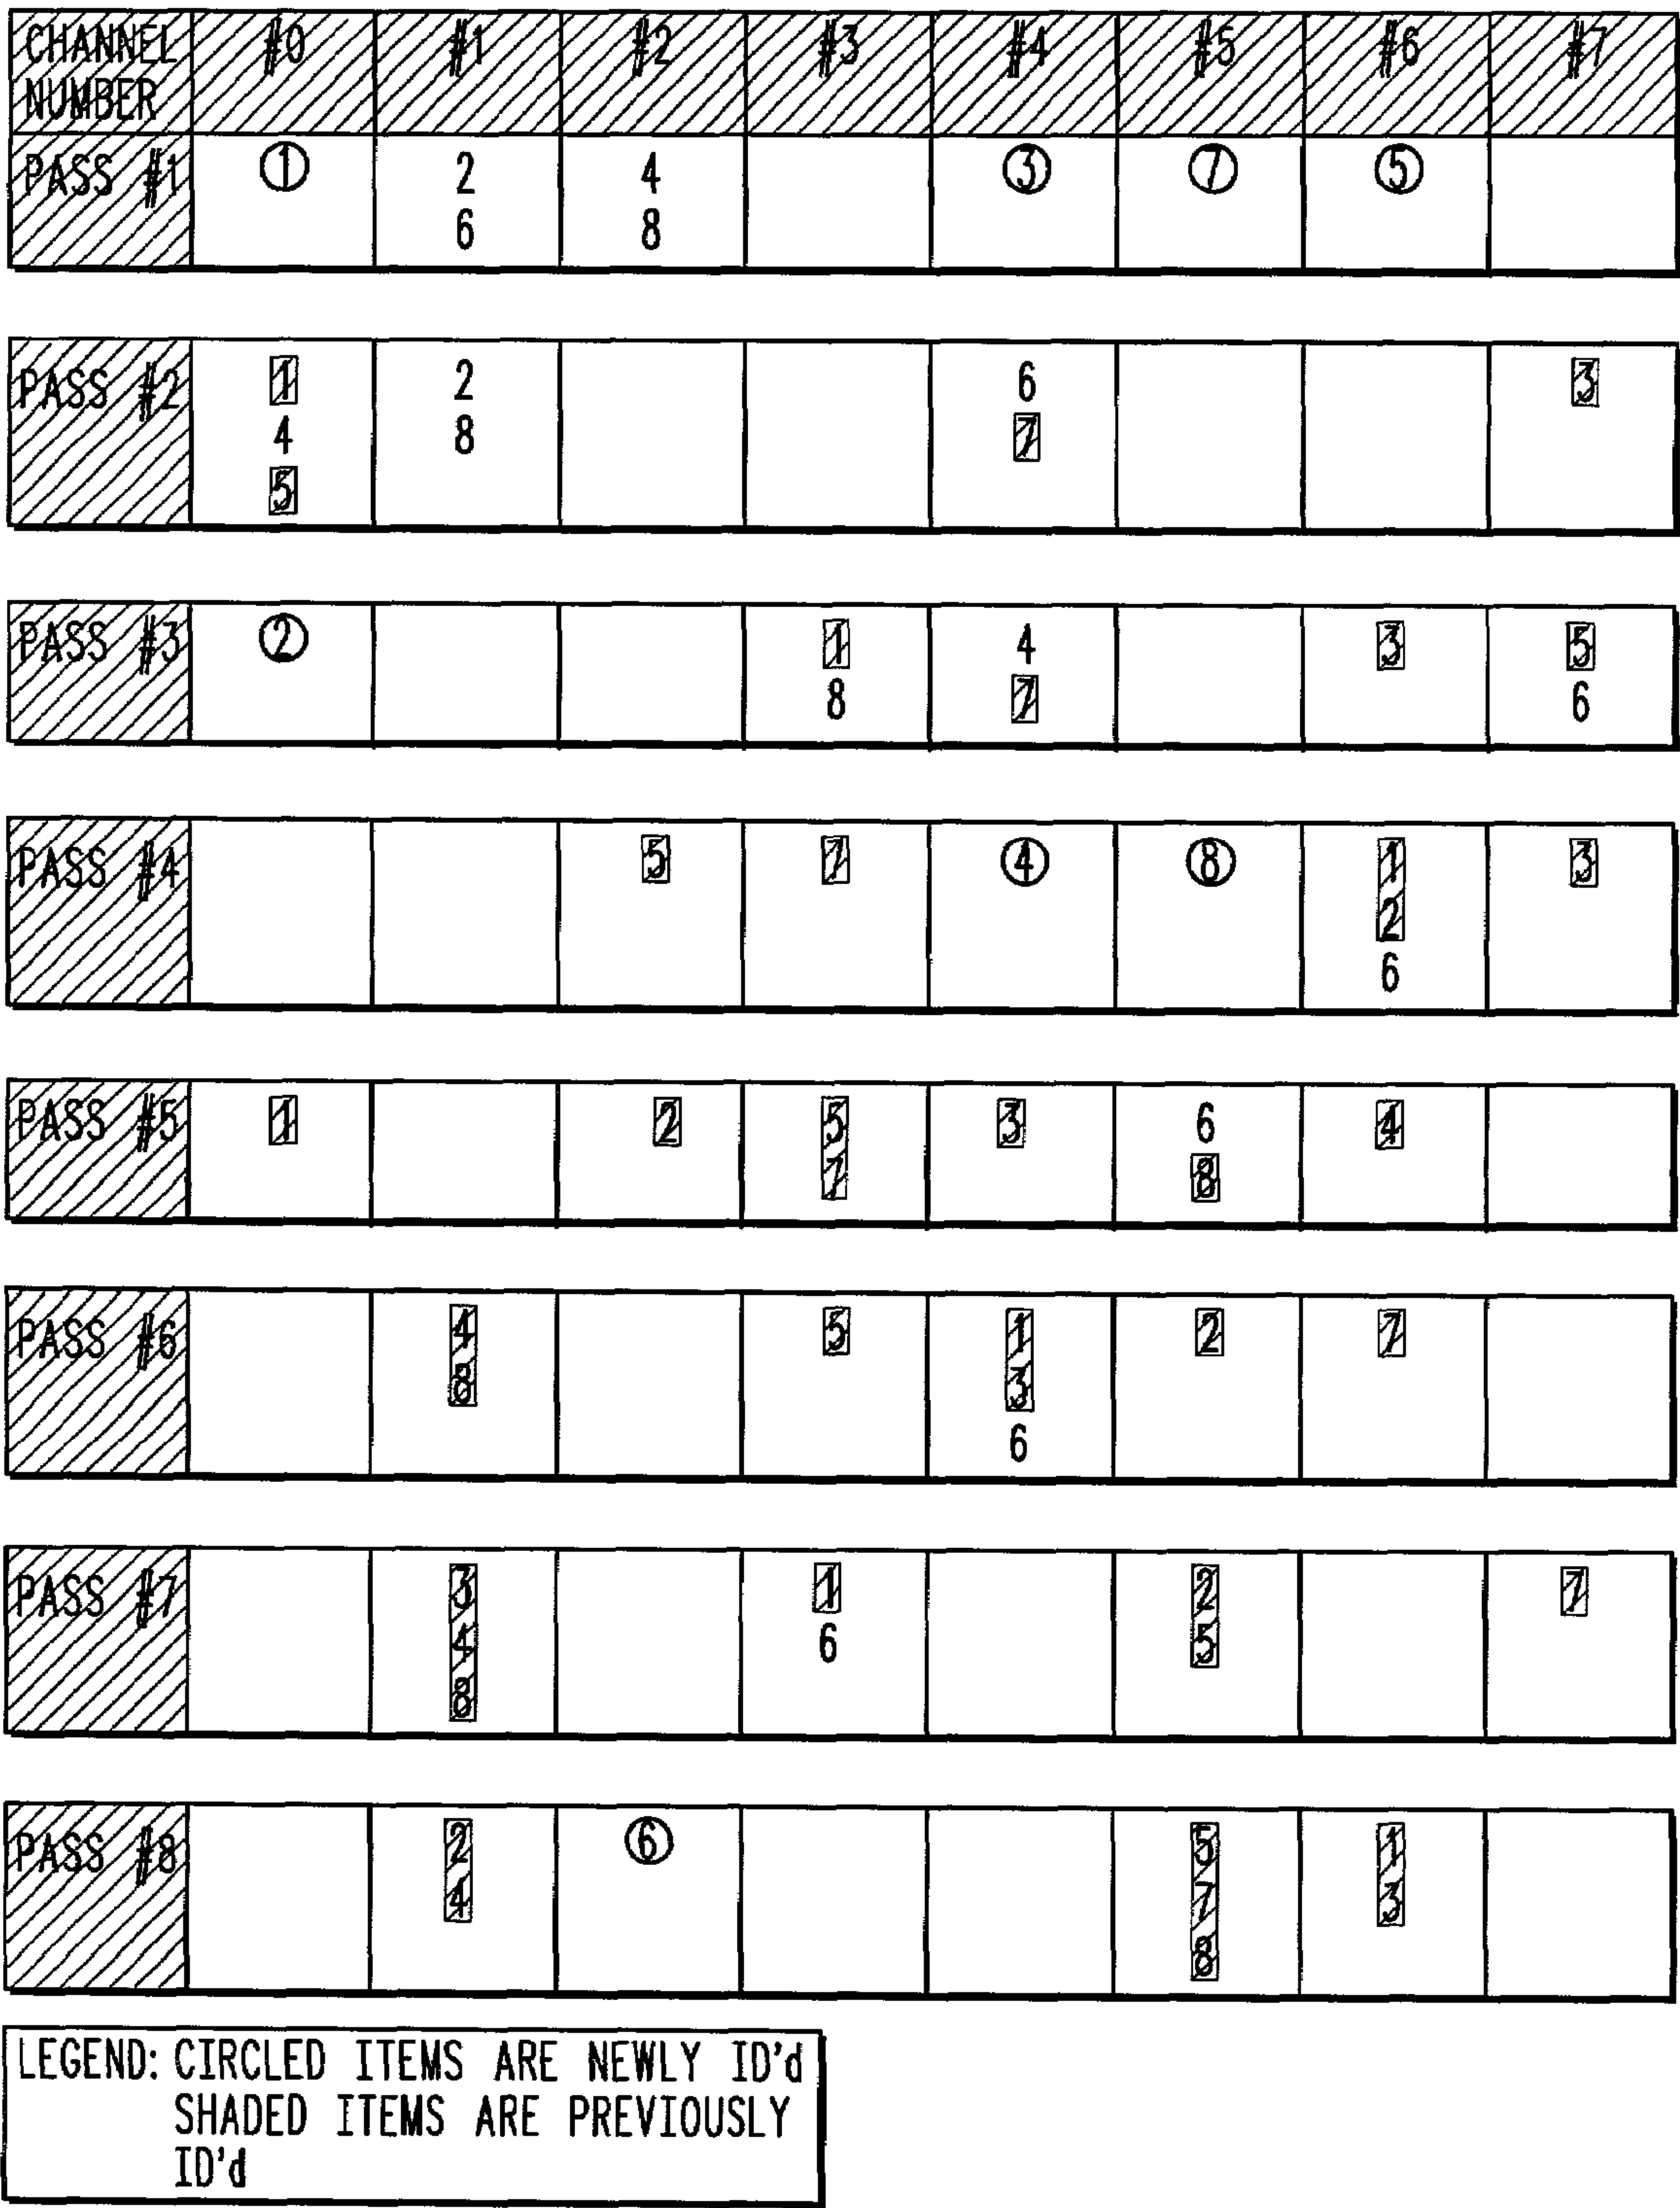 CHANNEL NUMBER #0 #1 #2 #3 #4 #5 #6 #7
PASS #1 1 2 4 3 7 5
6 8
PASS #2 1 2 6 3
4 8 7
5
PASS #3 2 1 4 3 5
8 7 6
PASS #4 5 7 4 8 1 3
2
6
PASS #5 1 2 5 3 6 4
7 8
PASS #6 4 5 1 2 7
8 3
6
PASS #7 3 1 2 7
4 6 5
8
PASS #8 2 6 5 1
4 7 3
8
LEGEND: CIRCLED ITEMS ARE NEWLY ID'd
SHADED ITEMS ARE PREVIOUSLY
ID'd